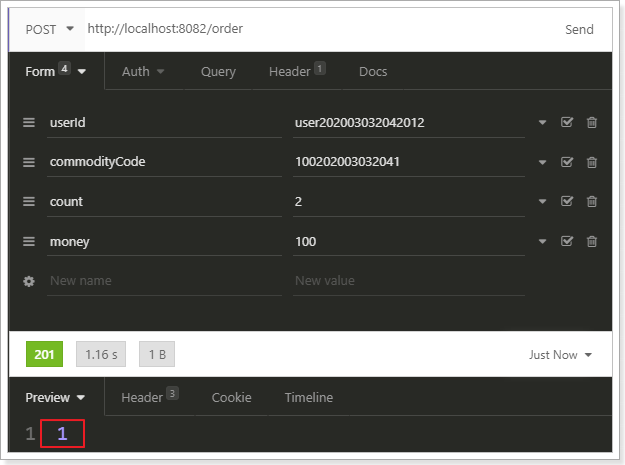 POST http://localhost:8082/order Send
Form 4 Auth Query Header 1 Docs
userId user202003032042012
commodityCode 100202003032041
count 2
money 100
New name New value
201 1.16 s 1 B Just Now
Preview Header 3 Cookie Timeline
1 1